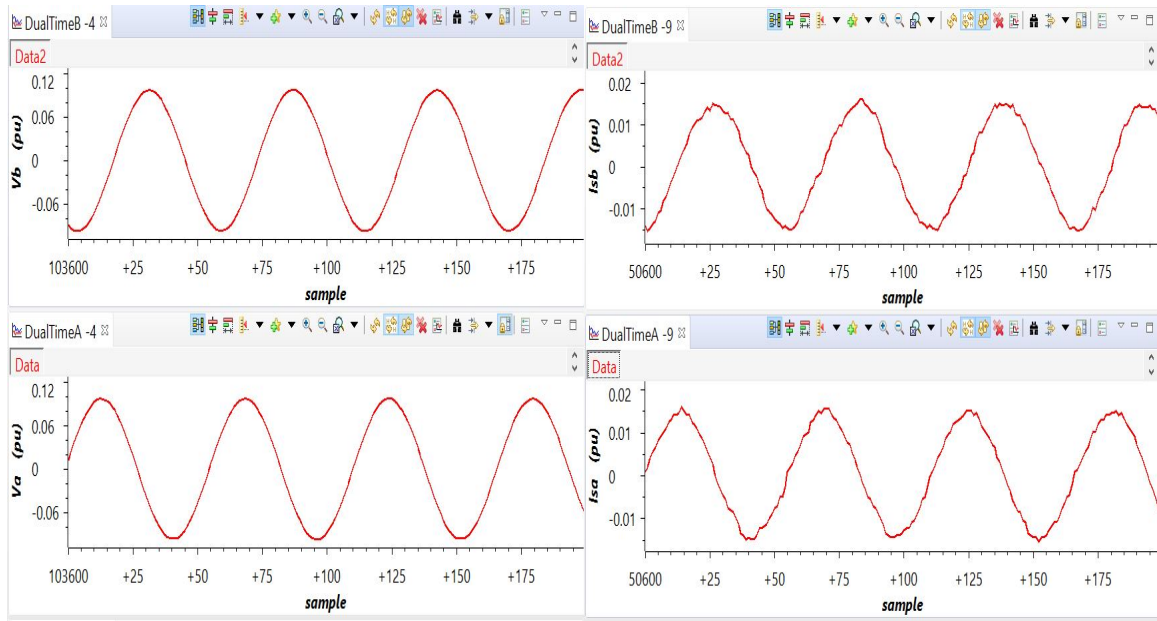 DualTimeB -4
Data2
0.12
0.06
0
-0.06
Vb (pu)
103600 +25 +50 +75 +100 +125 +150 +175
sample
DualTimeB -9
Data2
0.02
0.01
0
-0.01
Isb (pu)
50600 +25 +50 +75 +100 +125 +150 +175
sample
DualTimeA -4
Data
0.12
0.06
0
-0.06
Va (pu)
103600 +25 +50 +75 +100 +125 +150 +175
sample
DualTimeA -9
Data
0.02
0.01
0
-0.01
Isa (pu)
50600 +25 +50 +75 +100 +125 +150 +175
sample